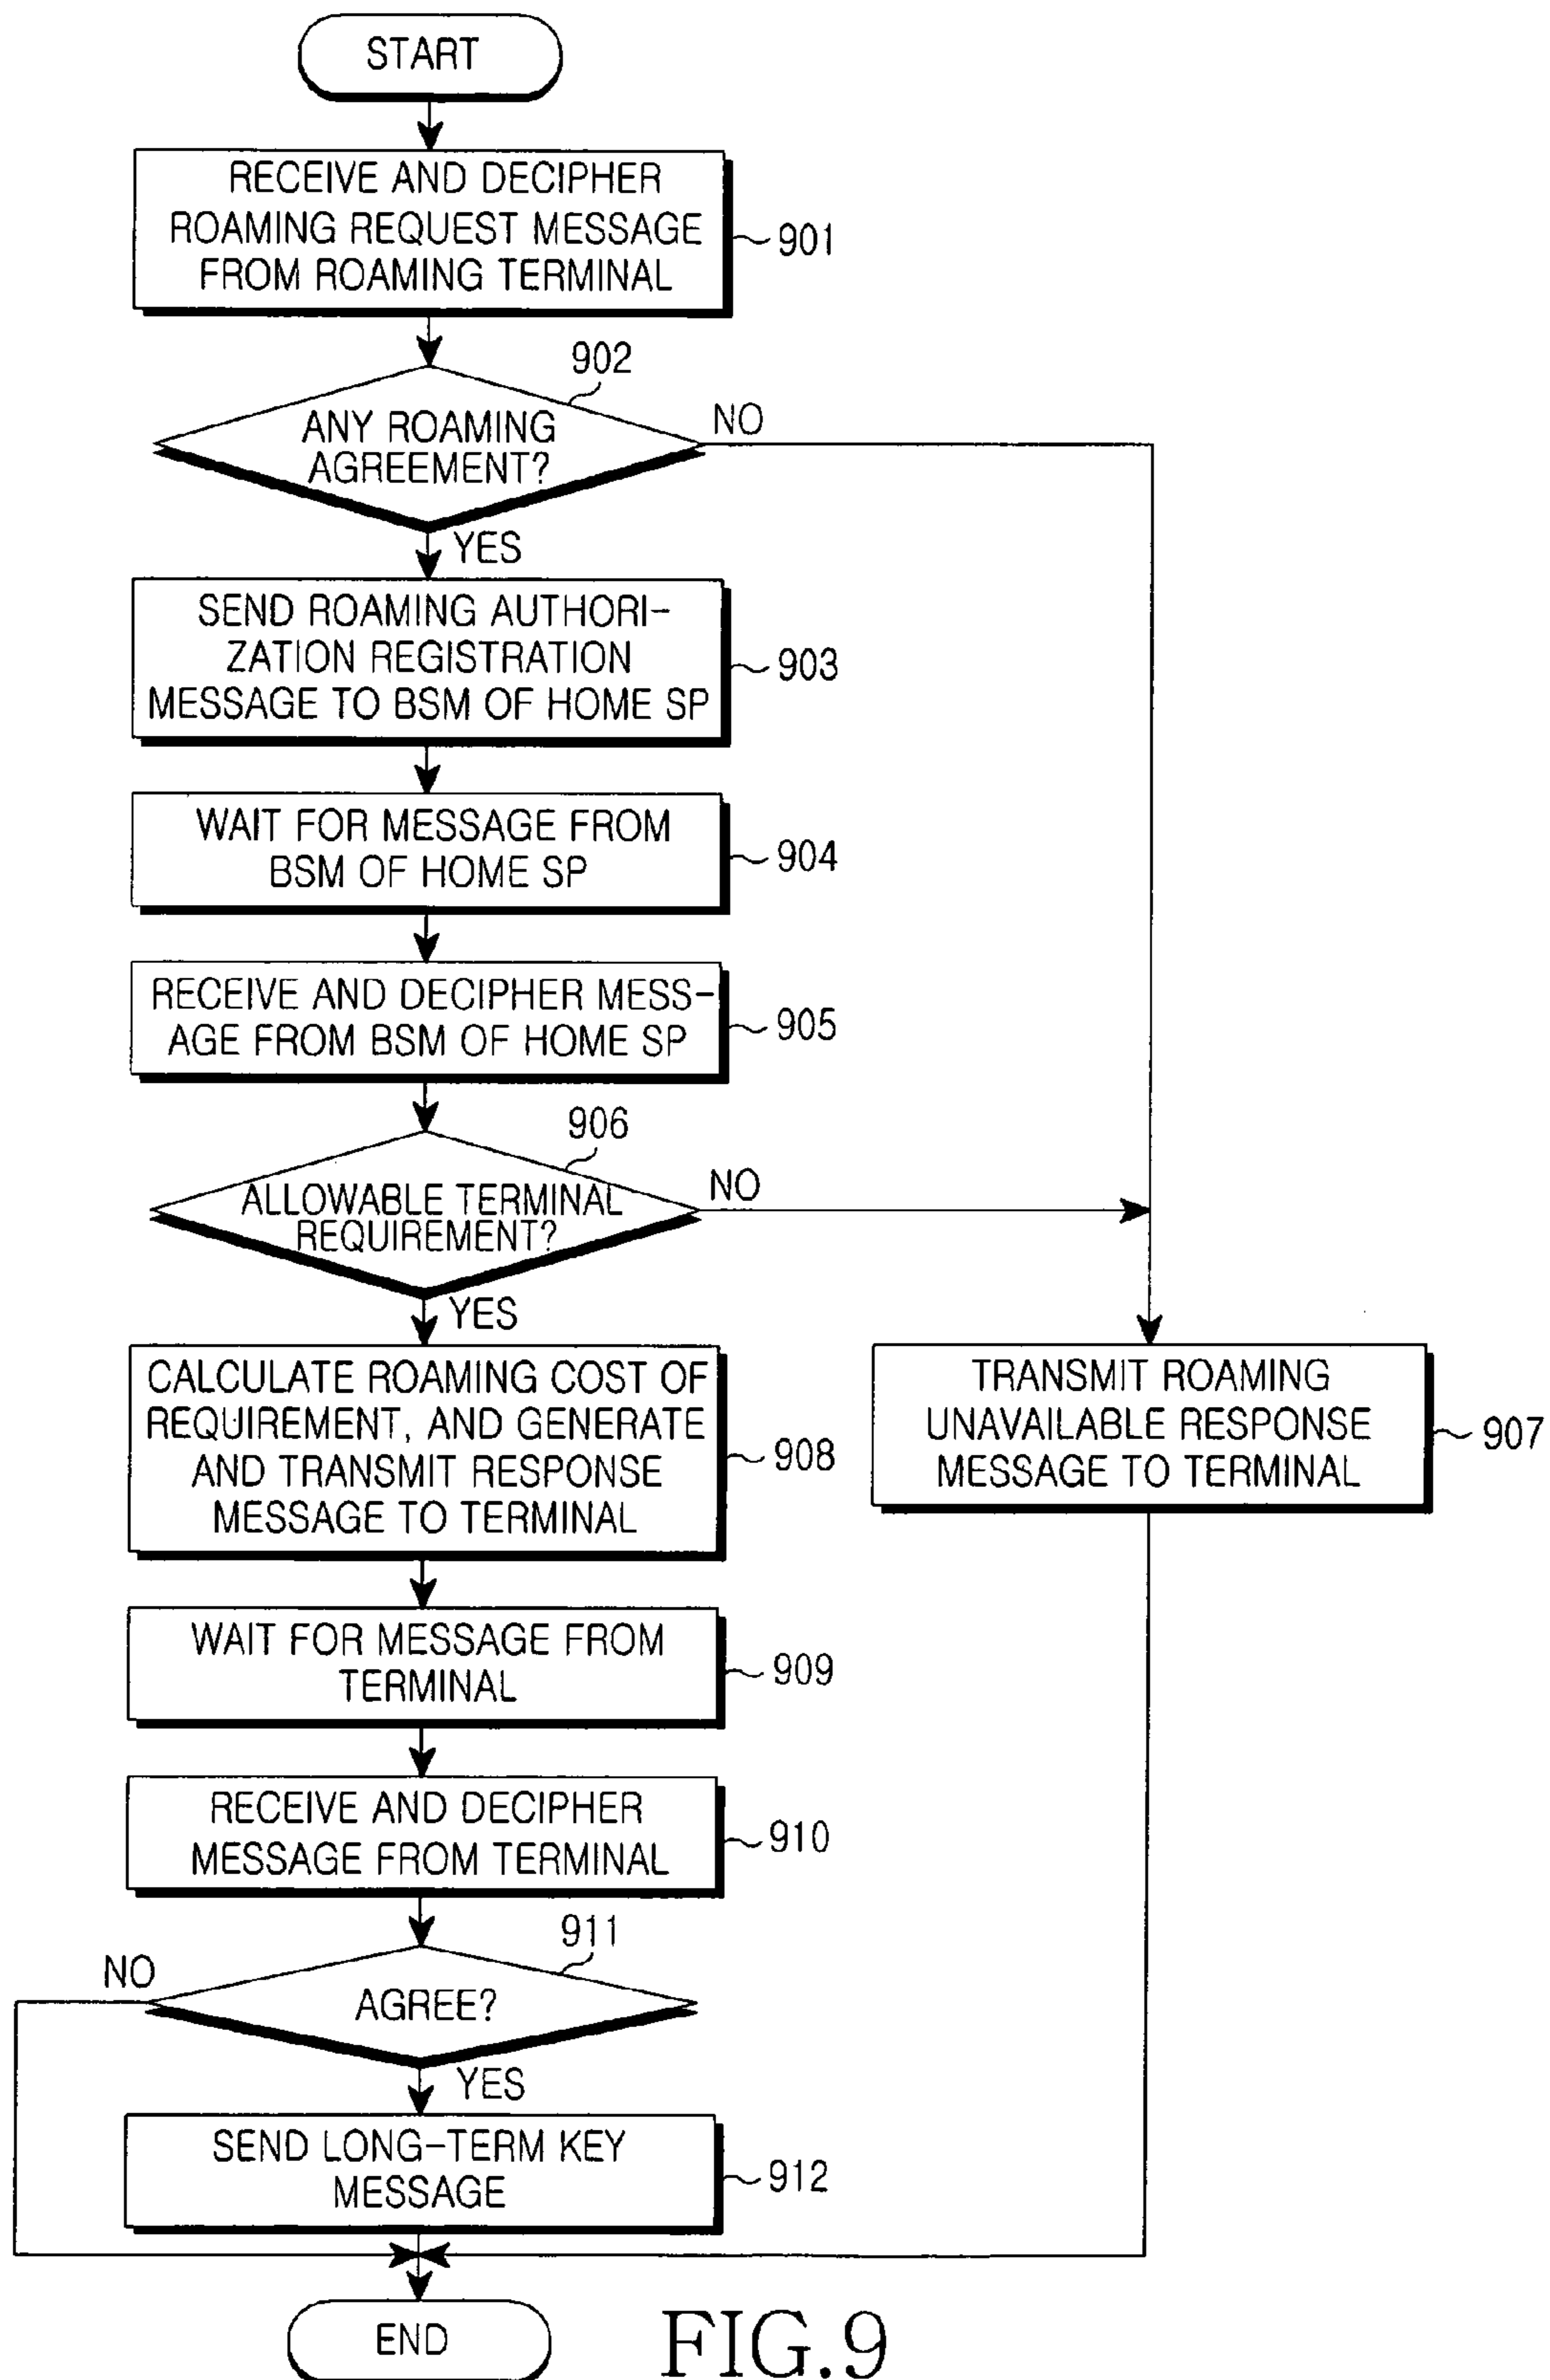 START
RECEIVE AND DECIPHER
ROAMING REQUEST MESSAGE
FROM ROAMING TERMINAL
901
902
ANY ROAMING
AGREEMENT?
NO
YES
SEND ROAMING AUTHORI-
ZATION REGISTRATION
MESSAGE TO BSM OF HOME SP
903
WAIT FOR MESSAGE FROM
BSM OF HOME SP
904
RECEIVE AND DECIPHER MESS-
AGE FROM BSM OF HOME SP
905
906
ALLOWABLE TERMINAL
REQUIREMENT?
NO
YES
CALCULATE ROAMING COST OF
REQUIREMENT, AND GENERATE
AND TRANSMIT RESPONSE
MESSAGE TO TERMINAL
908
TRANSMIT ROAMING
UNAVAILABLE RESPONSE
MESSAGE TO TERMINAL
907
WAIT FOR MESSAGE FROM
TERMINAL
909
RECEIVE AND DECIPHER
MESSAGE FROM TERMINAL
910
911
NO
AGREE?
YES
SEND LONG-TERM KEY
MESSAGE
912
END
FIG.9